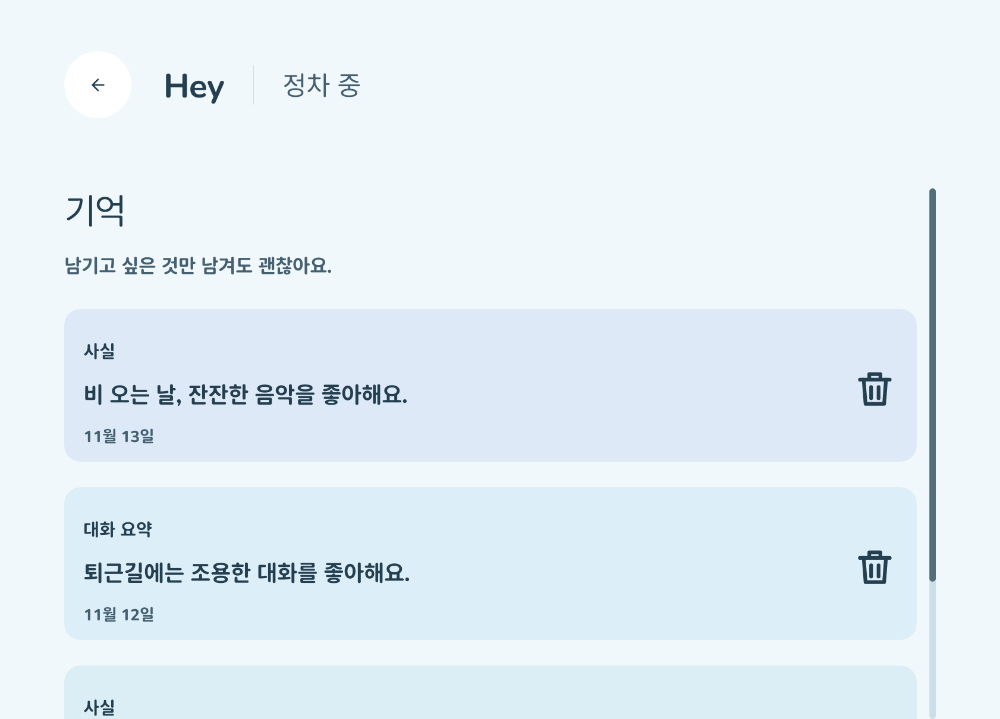 Hey
정차 중
기억
남기고 싶은 것만 남겨도 괜찮아요.
사실
비 오는 날, 잔잔한 음악을 좋아해요.
11월 13일
대화 요약
퇴근길에는 조용한 대화를 좋아해요.
11월 12일
사실